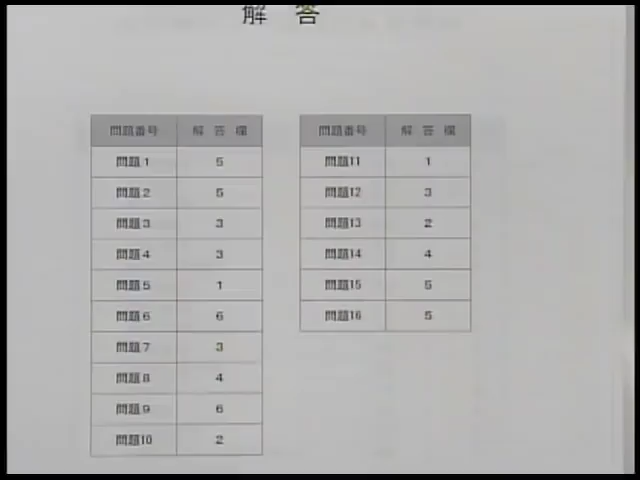 解 答
問題番号 解 答 欄
問題1 5
問題2 5
問題3 3
問題4 3
問題5 1
問題6 6
問題7 3
問題8 4
問題9 6
問題10 2
問題番号 解 答 欄
問題11 1
問題12 3
問題13 2
問題14 4
問題15 5
問題16 5